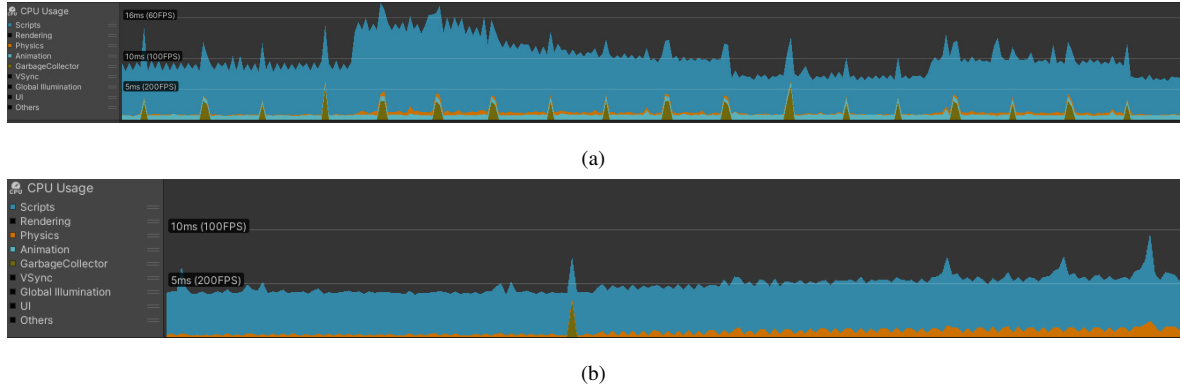 CPU Usage
Scripts
Rendering
Physics
Animation
GarbageCollector
VSync
Global Illumination
UI
Others
16ms (60FPS)
10ms (100FPS)
5ms (200FPS)
(a)
CPU Usage
Scripts
Rendering
Physics
Animation
GarbageCollector
VSync
Global Illumination
UI
Others
10ms (100FPS)
5ms (200FPS)
(b)